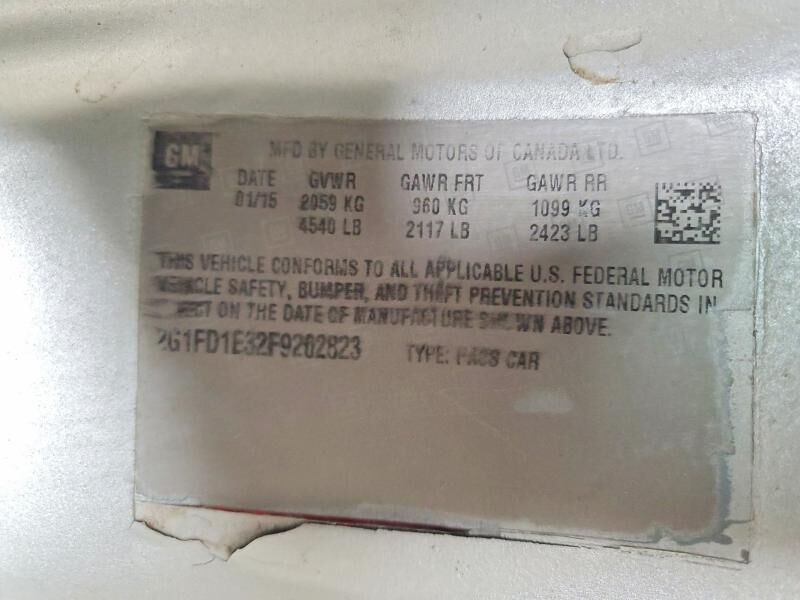 GM MFD BY GENERAL MOTORS OF CANADA LTD.
DATE GVWR GAWR FRT GAWR RR
01/15 2059 KG 960 KG 1099 KG
4540 LB 2117 LB 2423 LB
THIS VEHICLE CONFORMS TO ALL APPLICABLE U.S. FEDERAL MOTOR
VEHICLE SAFETY, BUMPER, AND THEFT PREVENTION STANDARDS IN
EFFECT ON THE DATE OF MANUFACTURE SHOWN ABOVE.
2G1FD1E32F9202823 TYPE: PASS CAR